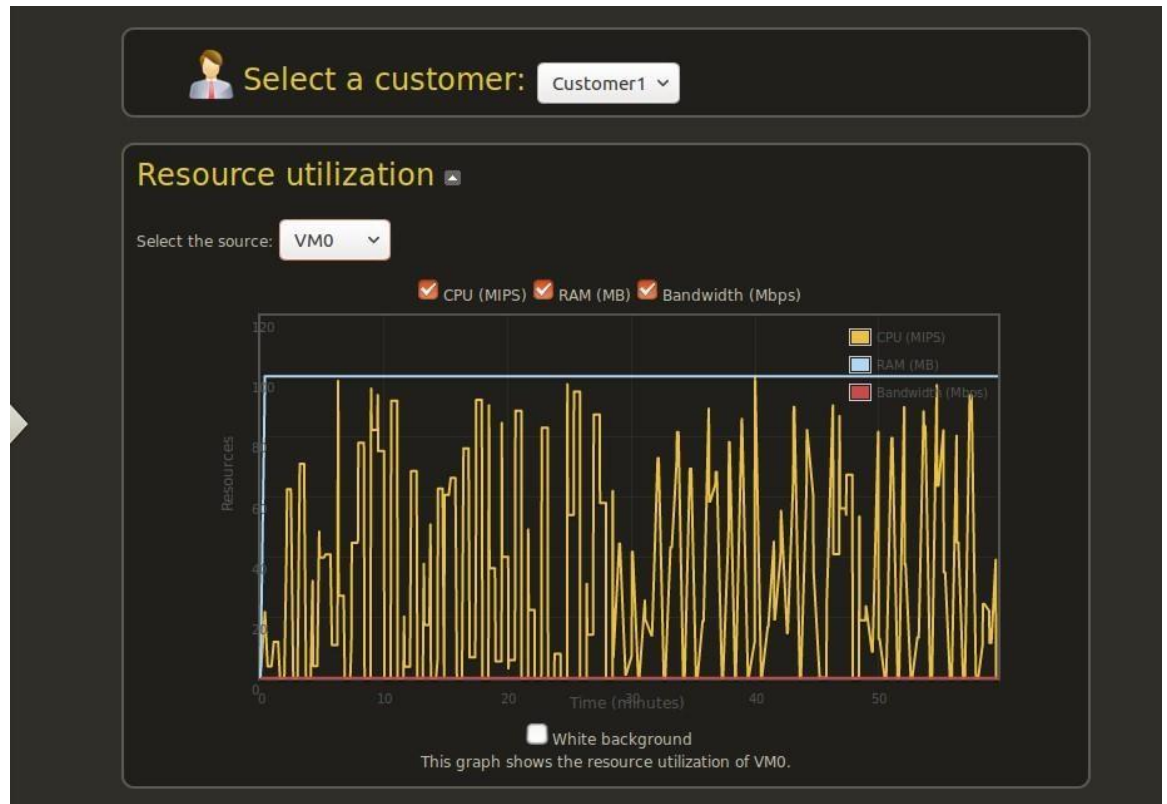 Select a customer: Customer1
Resource utilization
Select the source: VM0
CPU (MIPS) RAM (MB) Bandwidth (Mbps)
120
CPU (MIPS)
RAM (MB)
100
Bandwidth (Mbps)
80
Resources
60
40
20
0
0 10 20 30 40 50
Time (minutes)
White background
This graph shows the resource utilization of VM0.